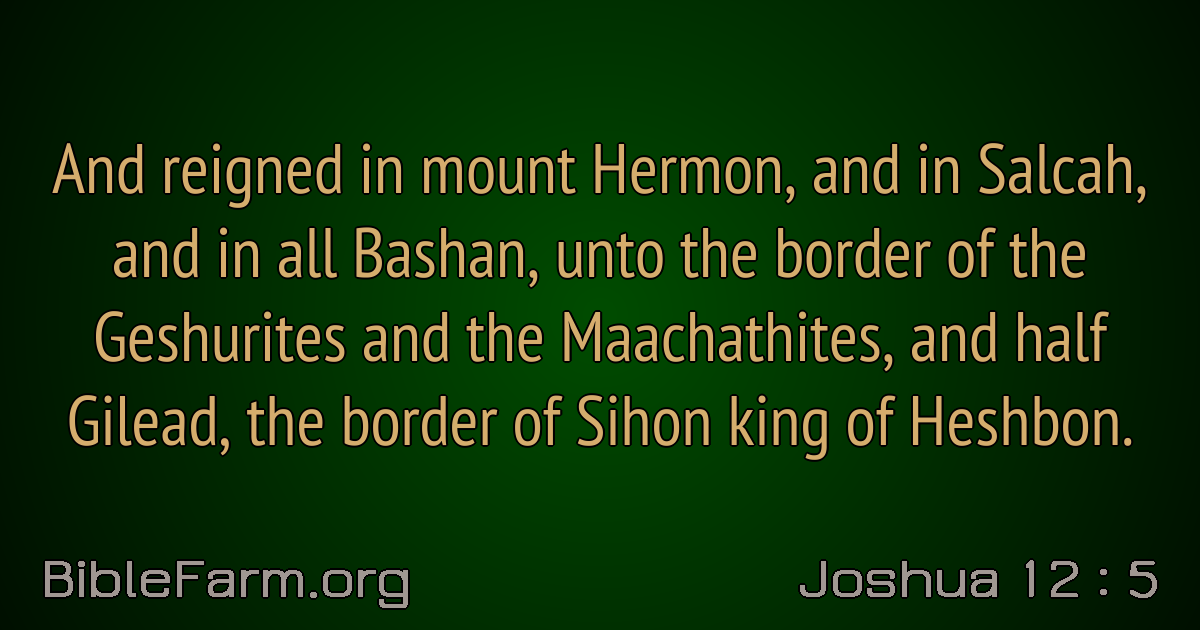 And reigned in mount Hermon, and in Salcah,
and in all Bashan, unto the border of the
Geshurites and the Maachathites, and half
Gilead, the border of Sihon king of Heshbon.
BibleFarm.org
Joshua 12 : 5